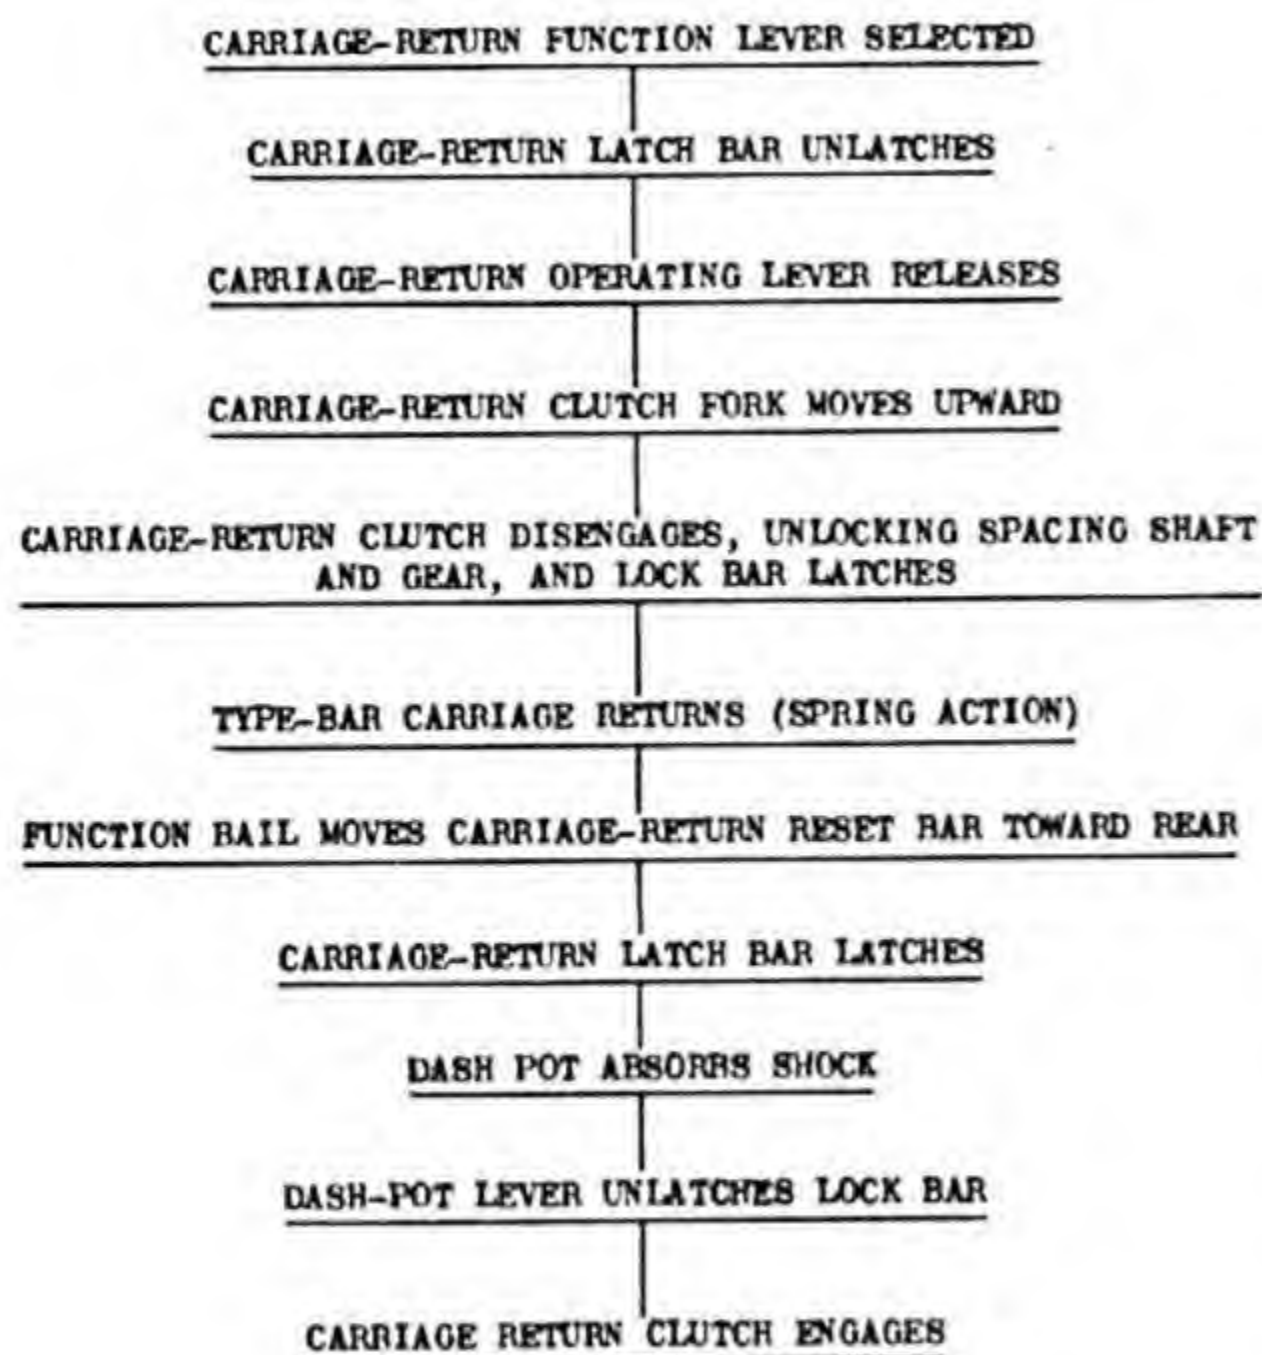 CARRIAGE-RETURN FUNCTION LEVER SELECTED
CARRIAGE-RETURN LATCH BAR UNLATCHES
CARRIAGE-RETURN OPERATING LEVER RELEASES
CARRIAGE-RETURN CLUTCH FORK MOVES UPWARD
CARRIAGE-RETURN CLUTCH DISENGAGES, UNLOCKING SPACING SHAFT
AND GEAR, AND LOCK BAR LATCHES
TYPE-BAR CARRIAGE RETURNS (SPRING ACTION)
FUNCTION BAIL MOVES CARRIAGE-RETURN RESET BAR TOWARD REAR
CARRIAGE-RETURN LATCH BAR LATCHES
DASH POT ABSORBS SHOCK
DASH-POT LEVER UNLATCHES LOCK BAR
CARRIAGE RETURN CLUTCH ENGAGES